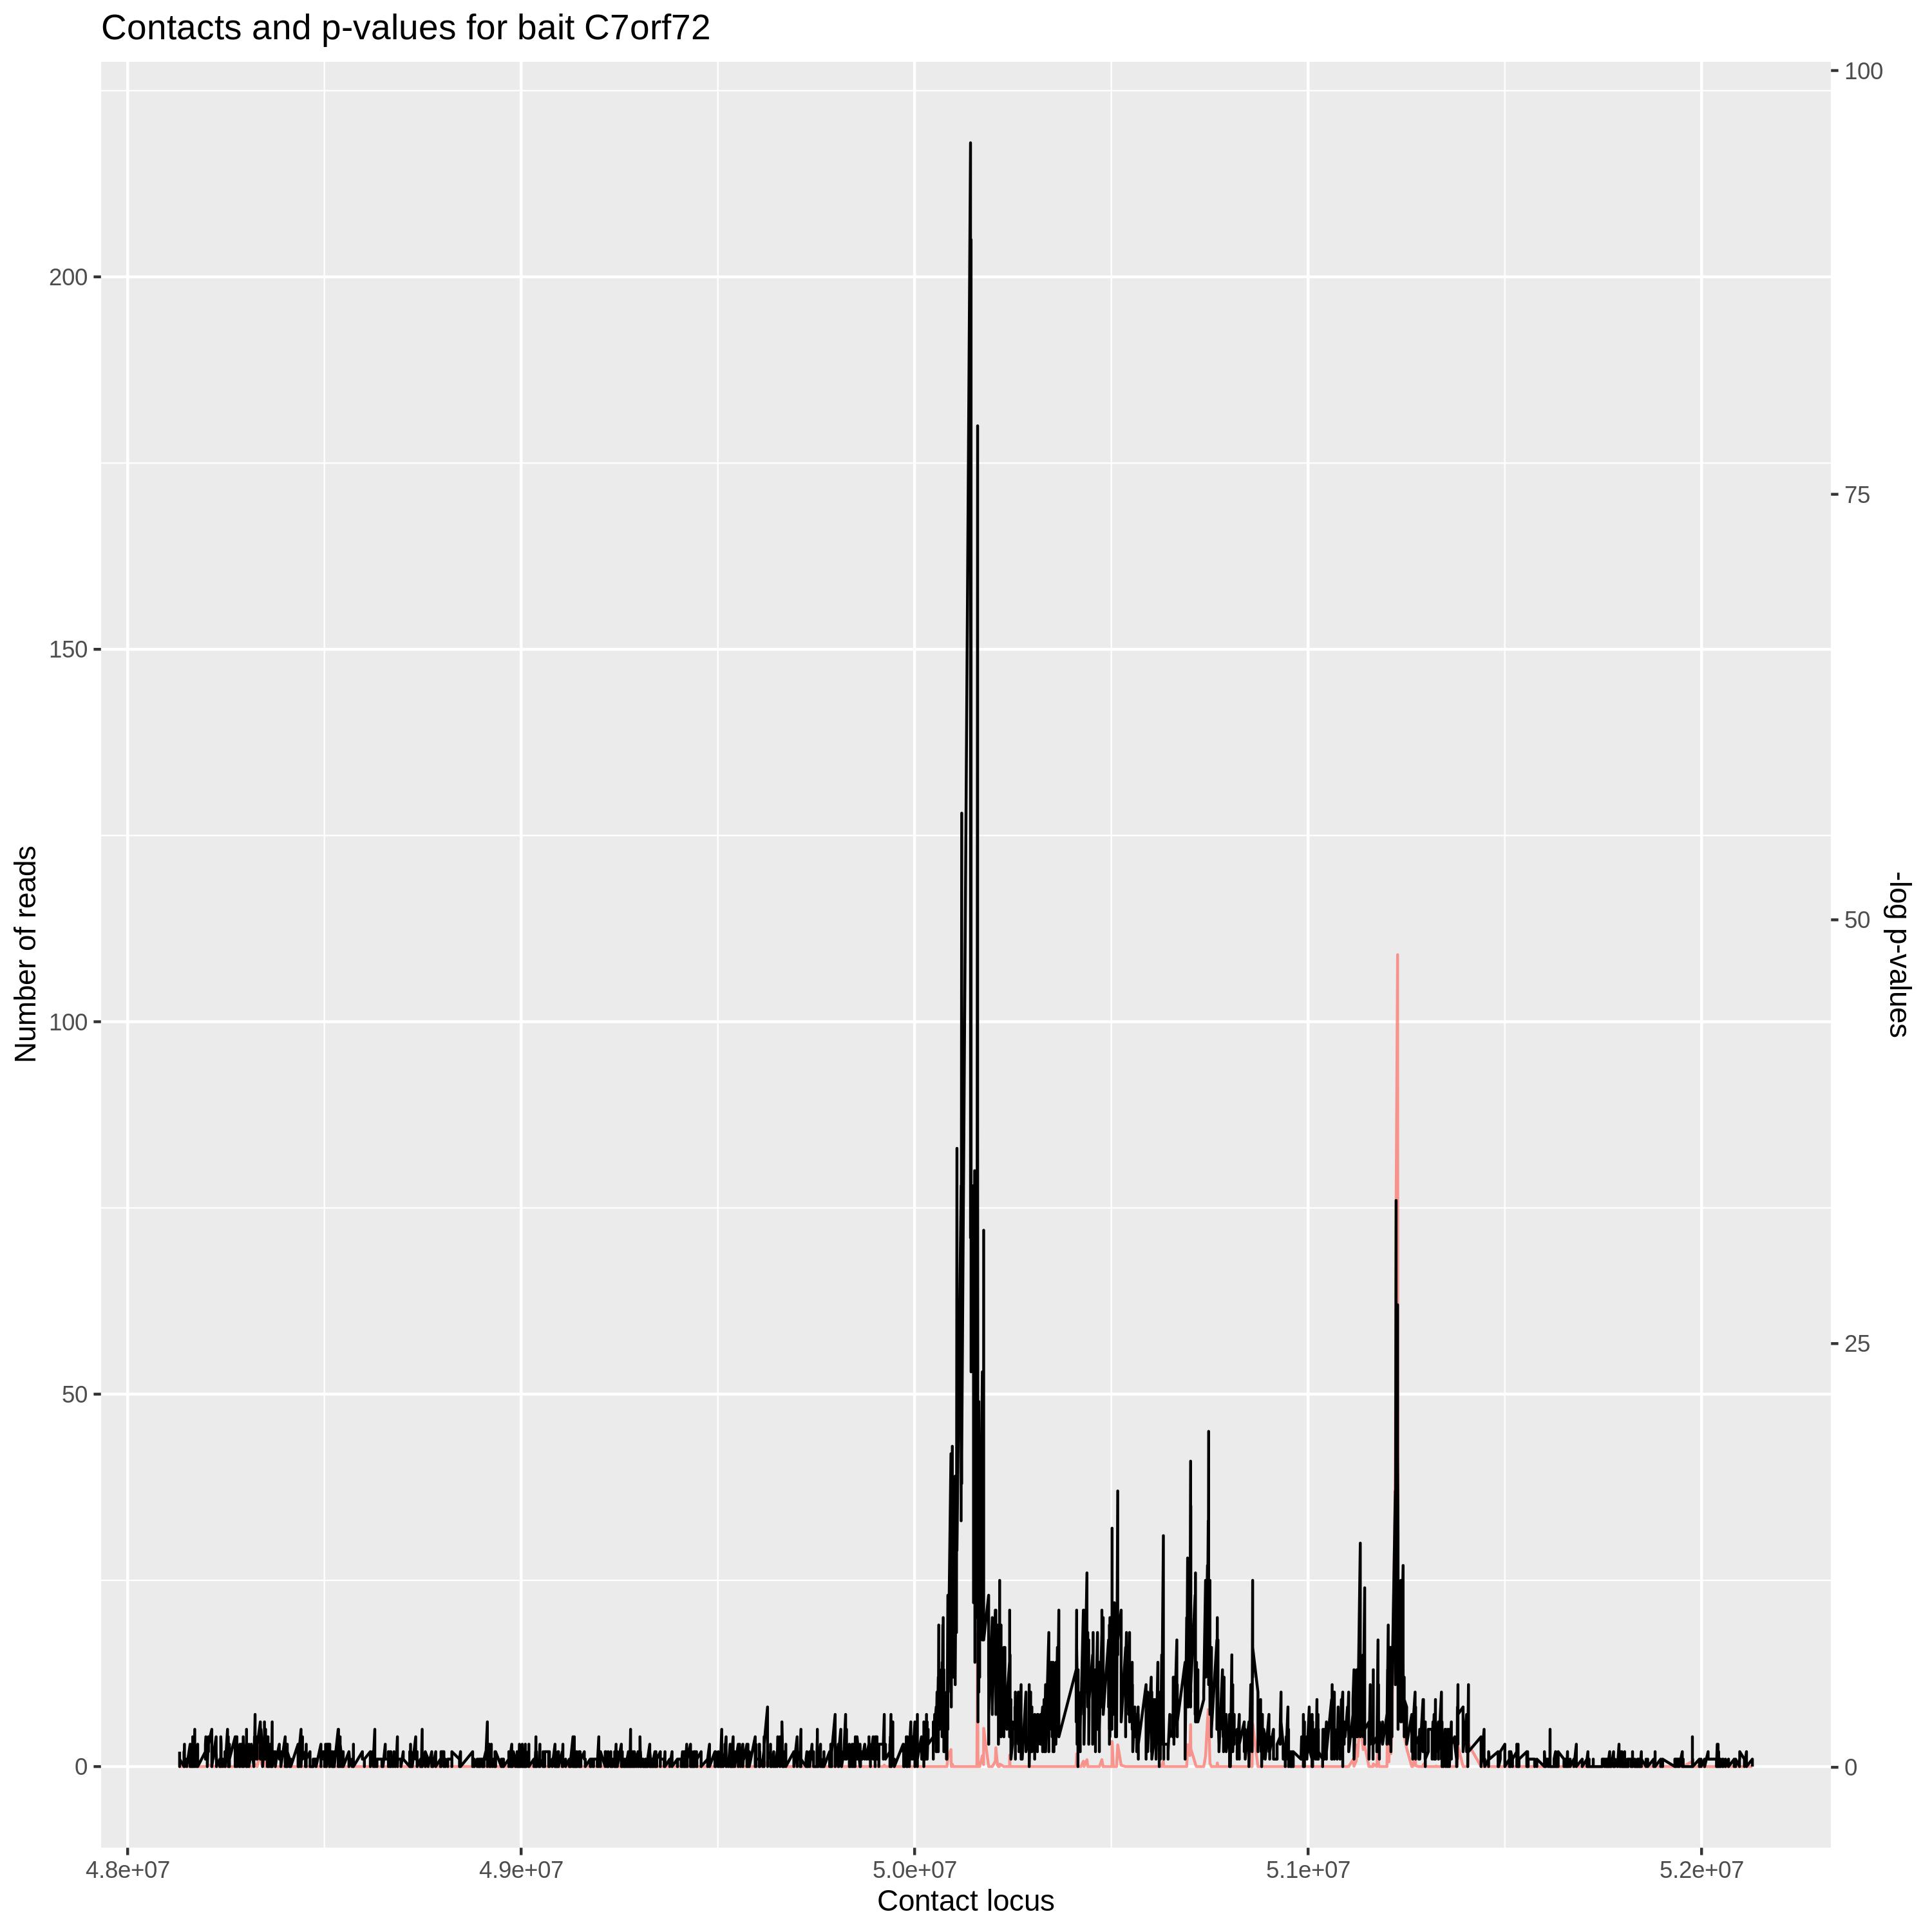 Contacts and p-values for bait C7orf72
100
200
75
150
Number of reads
-log p-values
50
100
25
50
0
0
4.8e+07
4.9e+07
5.0e+07
5.1e+07
5.2e+07
Contact locus